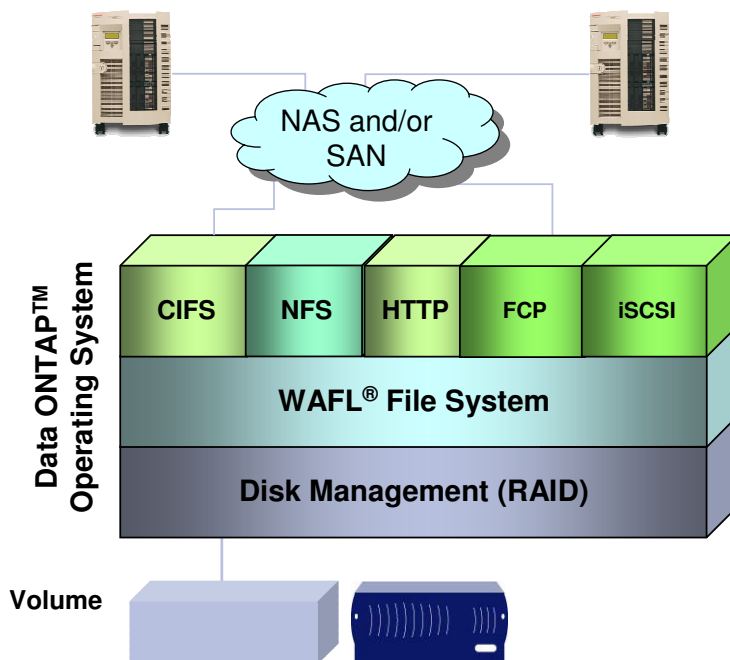 NAS and/or
SAN
CIFS
NFS
HTTP
FCP
iSCSI
WAFL® File System
Disk Management (RAID)
Data ONTAP™
Operating System
Volume